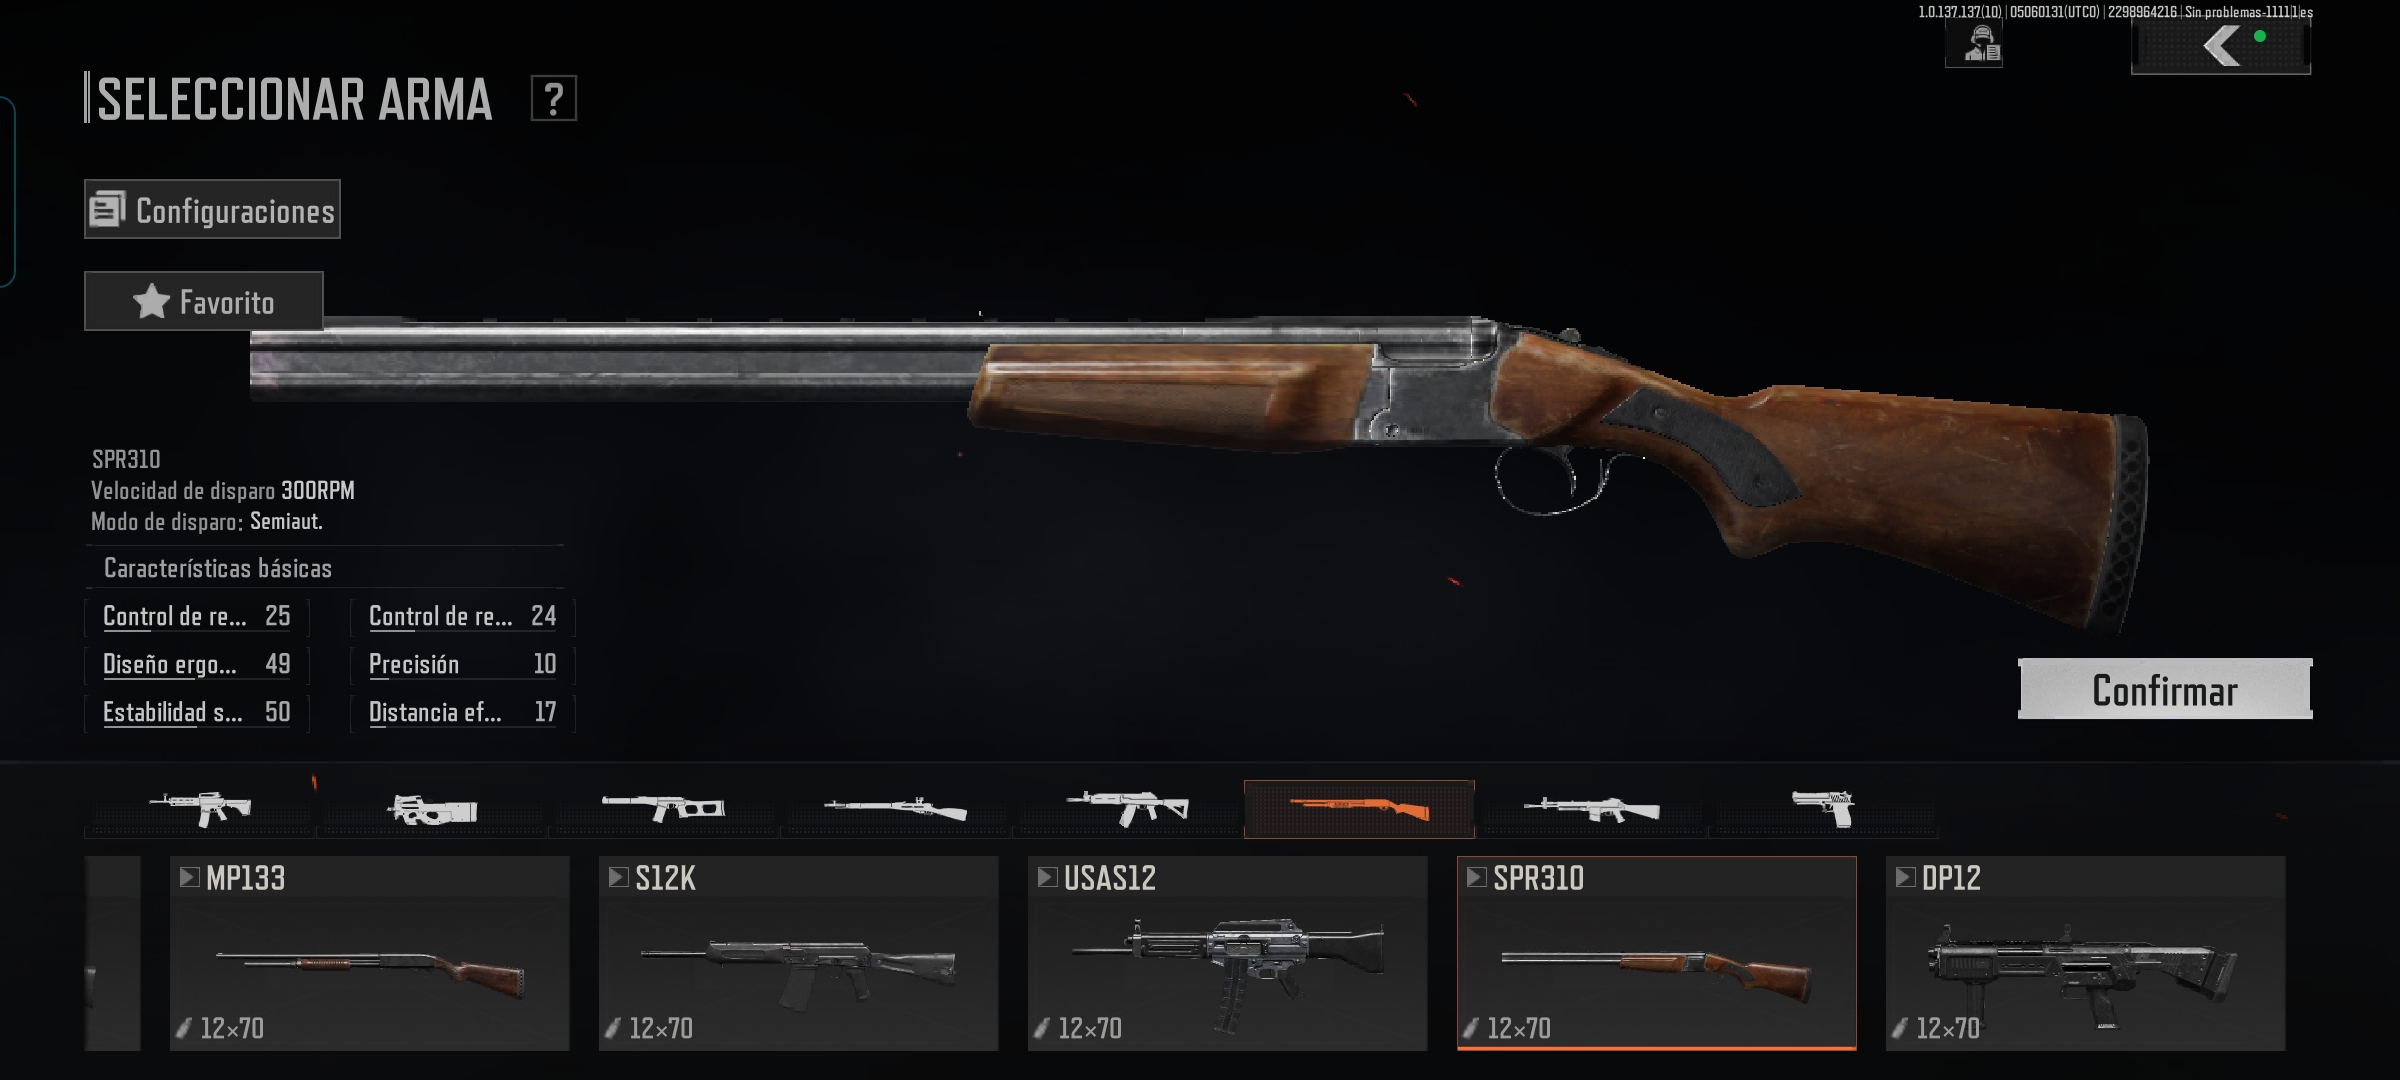 1.0.137.137(10) | 05060131(UTC0) | 2298964216 | Sin problemas-1111|1|es
SELECCIONAR ARMA ?
Configuraciones
Favorito
SPR310
Velocidad de disparo 300RPM
Modo de disparo: Semiaut.
Características básicas
Control de re... 25 Control de re... 24
Diseño ergo... 49 Precisión 10
Estabilidad s... 50 Distancia ef... 17
Confirmar
MP133 S12K USAS12 SPR310 DP12
12×70 12×70 12×70 12×70 12×70